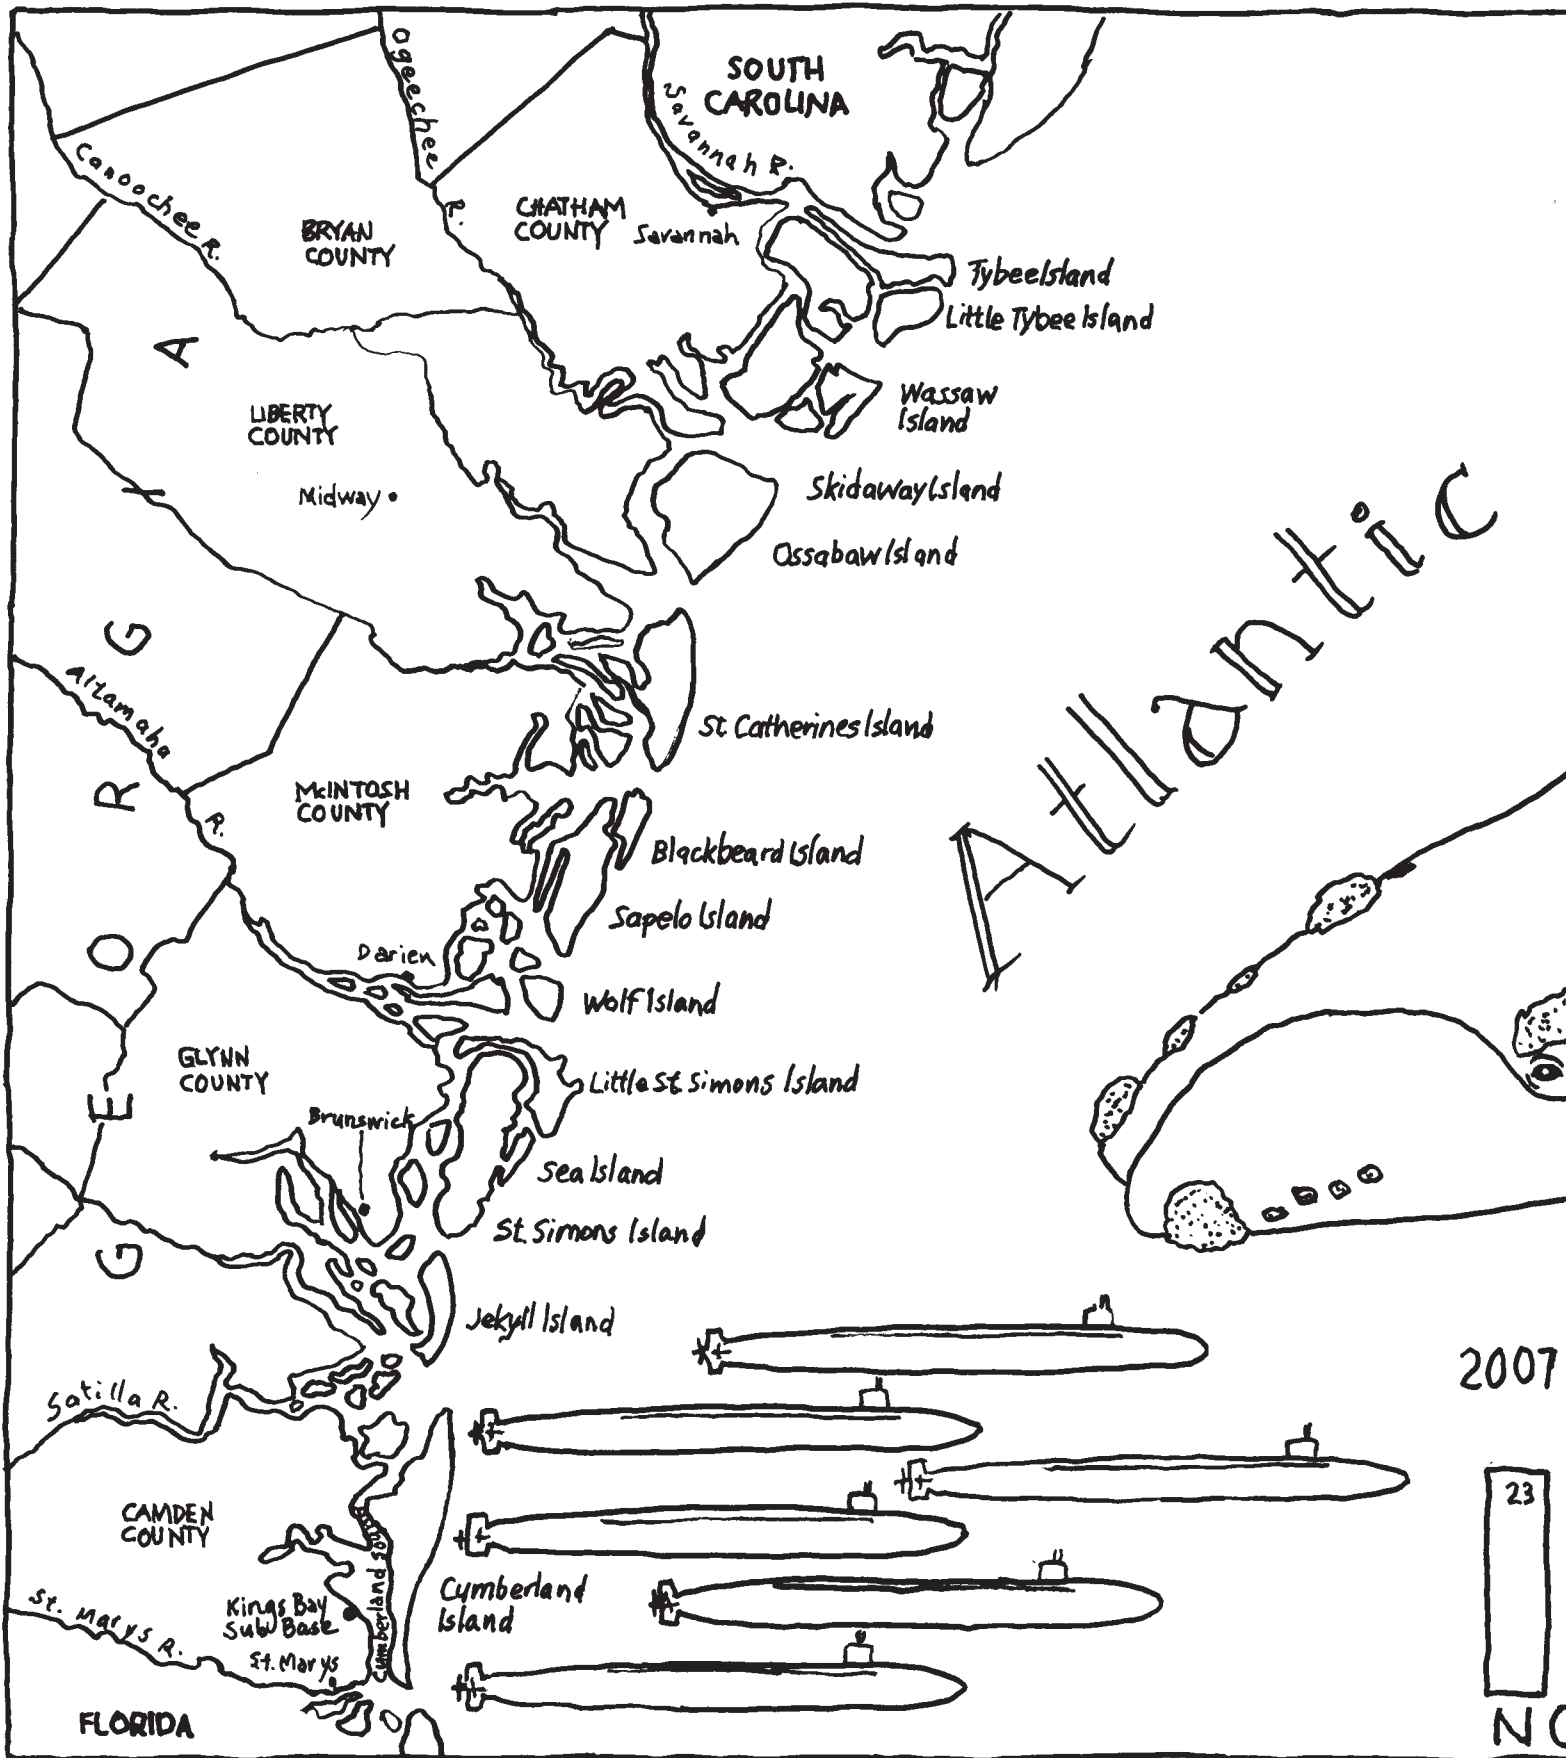 SOUTH
CAROLINA
Ogeechee
R.
Savannah R.
Canoochee R.
BRYAN
COUNTY
CHATHAM
COUNTY
Savannah
Tybee Island
Little Tybee Island
Wassaw
Island
LIBERTY
COUNTY
Midway
Skidaway Island
Ossabaw Island
Atlantic
GEORGIA
Altamaha
R.
St. Catherines Island
McINTOSH
COUNTY
Blackbeard Island
Sapelo Island
Darien
Wolf Island
GLYNN
COUNTY
Little St. Simons Island
Brunswick
Sea Island
St. Simons Island
Jekyll Island
2007
Satilla R.
23
CAMDEN
COUNTY
Cumberland Sound
Cumberland
Island
Kings Bay
Sub Base
St. Marys R.
St. Marys
FLORIDA
NO